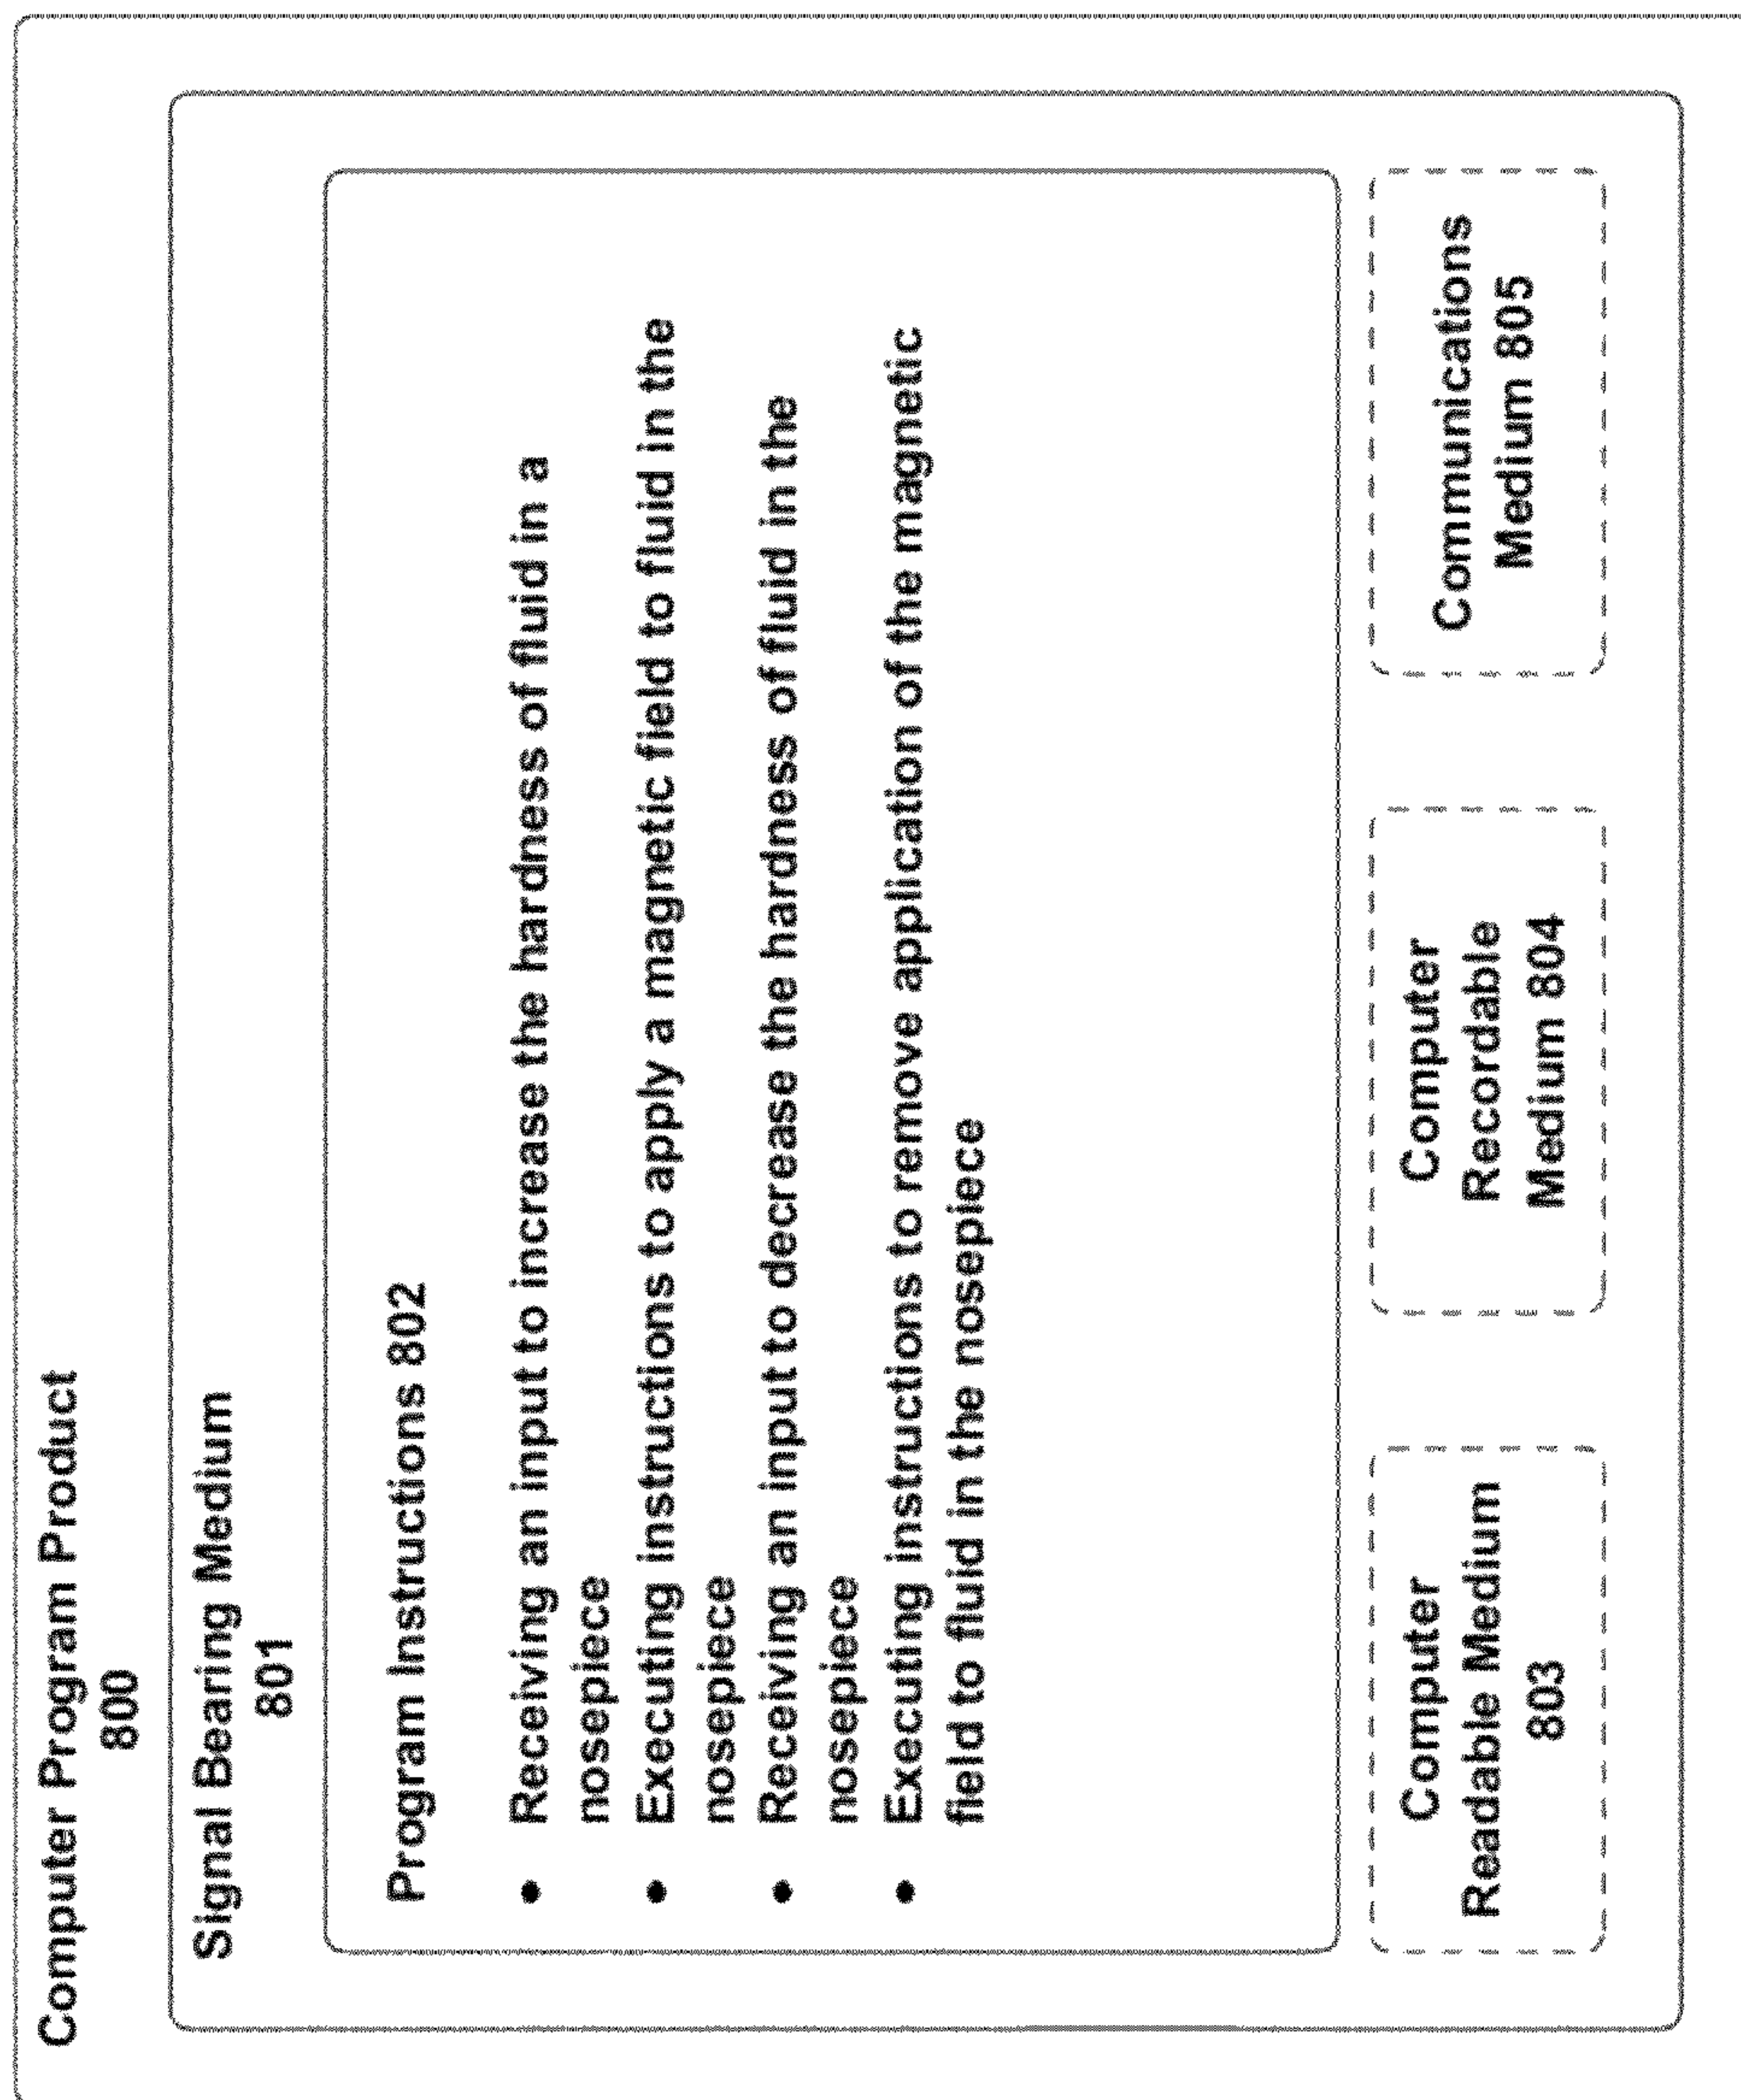 Computer Program Product
800
Signal Bearing Medium
801
Program Instructions 802
• Receiving an input to increase the hardness of fluid in a
nosepiece
• Executing instructions to apply a magnetic field to fluid in the
nosepiece
• Receiving an input to decrease the hardness of fluid in the
nosepiece
• Executing instructions to remove application of the magnetic
field to fluid in the nosepiece
Computer
Readable Medium
803
Computer
Recordable
Medium 804
Communications
Medium 805